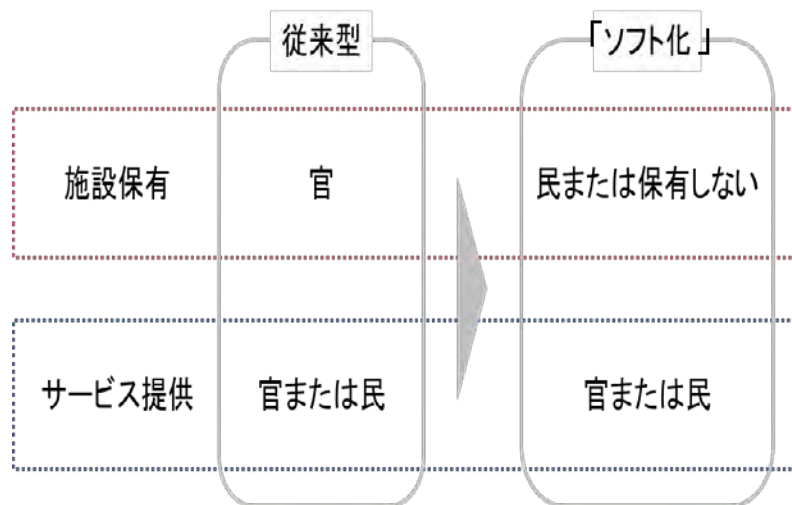 従来型
「ソフト化」
施設保有
官
民または保有しない
サービス提供
官または民
官または民